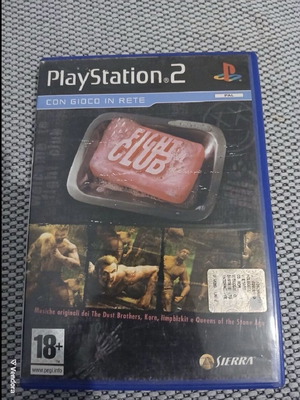 PlayStation®2
CON GIOCO IN RETE
PAL
FIGHT
CLUB
Musiche originali dei The Dust Brothers, Korn, limpbizkit e Queens of the Stone Age
18+
www.pegi.info
SIERRA
Vendora